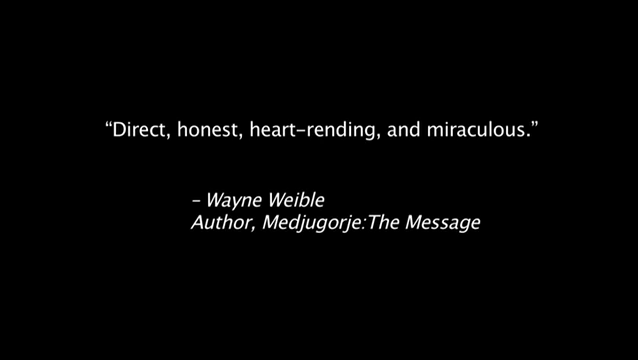 “Direct, honest, heart-rending, and miraculous.”
– Wayne Weible
Author, Medjugorje:The Message